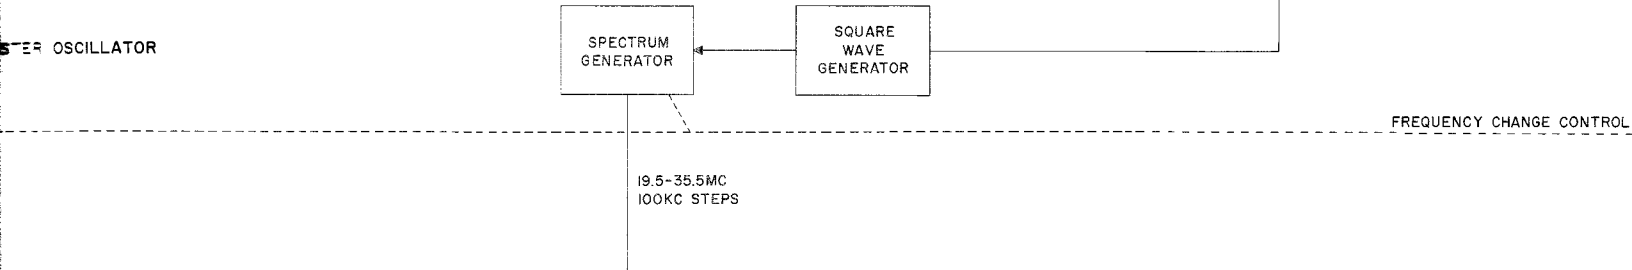 OSCILLATOR
SPECTRUM
GENERATOR
SQUARE
WAVE
GENERATOR
FREQUENCY CHANGE CONTROL
19.5-35.5MC
100KC STEPS